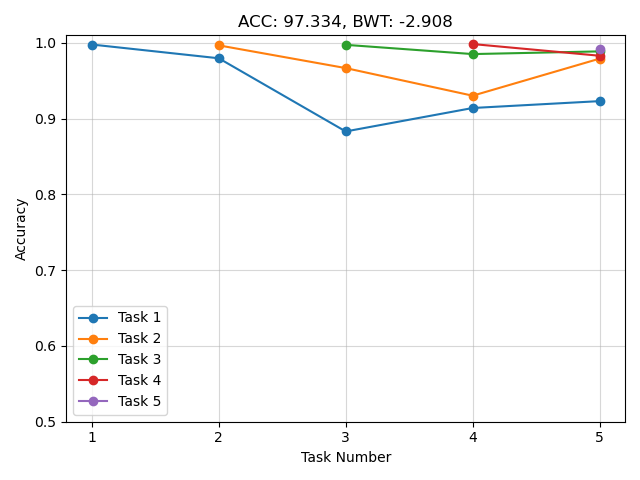 ACC: 97.334, BWT: -2.908
1.0
0.9
0.8
0.7
0.6
0.5
Accuracy
Task 1
Task 2
Task 3
Task 4
Task 5
1 2 3 4 5
Task Number